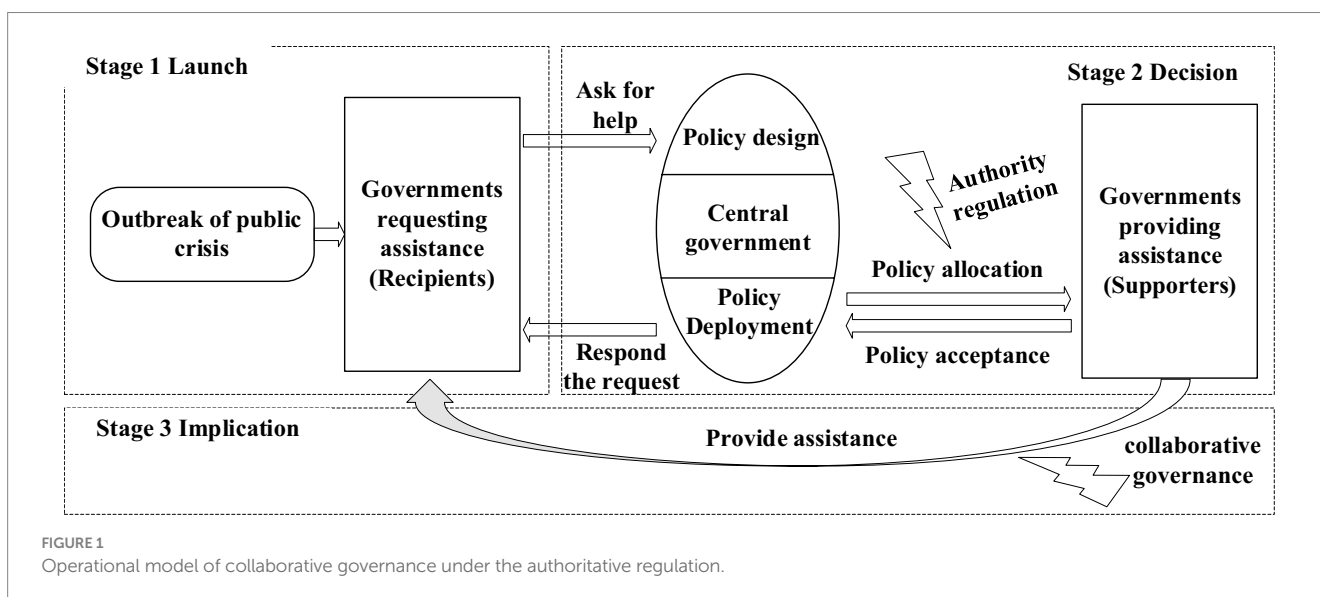 Stage 1 Launch
Outbreak of public
crisis
Governments
requesting
assistance
(Recipients)
Ask for
help
Respond
the request
Stage 2 Decision
Policy design
Central
government
Policy
Deployment
Authority
regulation
Policy allocation
Policy acceptance
Governments
providing
assistance
(Supporters)
Stage 3 Implication
Provide assistance
collaborative
governance
FIGURE 1
Operational model of collaborative governance under the authoritative regulation.